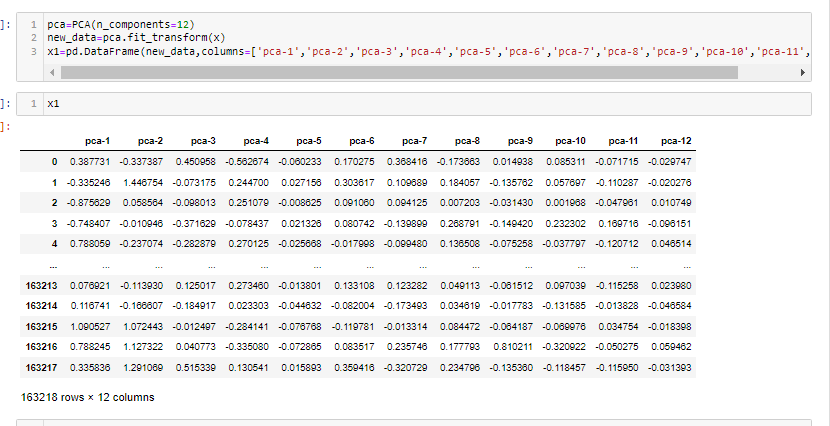 ]: 1 pca=PCA(n_components=12)
2 new_data=pca.fit_transform(x)
3 x1=pd.DataFrame(new_data,columns=['pca-1','pca-2','pca-3','pca-4','pca-5','pca-6','pca-7','pca-8','pca-9','pca-10','pca-11',
]: 1 x1
]:
pca-1 pca-2 pca-3 pca-4 pca-5 pca-6 pca-7 pca-8 pca-9 pca-10 pca-11 pca-12
0 0.387731 -0.337387 0.450958 -0.562674 -0.060233 0.170275 0.368416 -0.173663 0.014938 0.085311 -0.071715 -0.029747
1 -0.335246 1.446754 -0.073175 0.244700 0.027156 0.303617 0.109689 0.184057 -0.135762 0.057697 -0.110287 -0.020276
2 -0.875629 0.058564 -0.098013 0.251079 -0.008625 0.091060 0.094125 0.007203 -0.031430 0.001968 -0.047961 0.010749
3 -0.748407 -0.010946 -0.371629 -0.078437 0.021326 0.080742 -0.139899 0.268791 -0.149420 0.232302 0.169716 -0.096151
4 0.788059 -0.237074 -0.282879 0.270125 -0.025668 -0.017998 -0.099480 0.136508 -0.075258 -0.037797 -0.120712 0.046514
... ... ... ... ... ... ... ... ... ... ... ... ...
163213 0.076921 -0.113930 0.125017 0.273460 -0.013801 0.133108 0.123282 0.049113 -0.061512 0.097039 -0.115258 0.023980
163214 0.116741 -0.166607 -0.184917 0.023303 -0.044632 -0.082004 -0.173493 0.034619 -0.017783 -0.131585 -0.013828 -0.046584
163215 1.090527 1.072443 -0.012497 -0.284141 -0.076768 -0.119781 -0.013314 0.084472 -0.064187 -0.069976 0.034754 -0.018398
163216 0.788245 1.127322 0.040773 -0.335080 -0.072865 0.083517 0.235746 0.177793 0.810211 -0.320922 -0.050275 0.059462
163217 0.335836 1.291069 0.515339 0.130541 0.015893 0.359416 -0.320729 0.234796 -0.135360 -0.118457 -0.115950 -0.031393
163218 rows × 12 columns